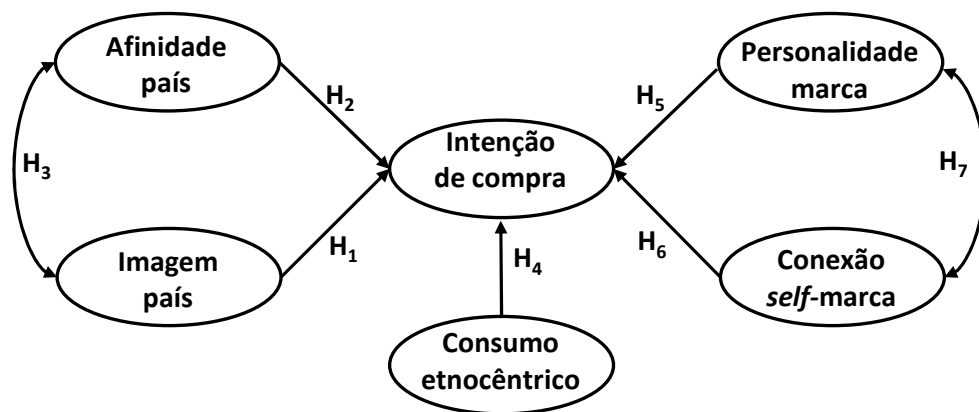 Afinidade
país
Personalidade
marca
H2
H5
Intenção
de compra
H3
H7
H1
H4
H6
Imagem
país
Conexão
self-marca
Consumo
etnocêntrico